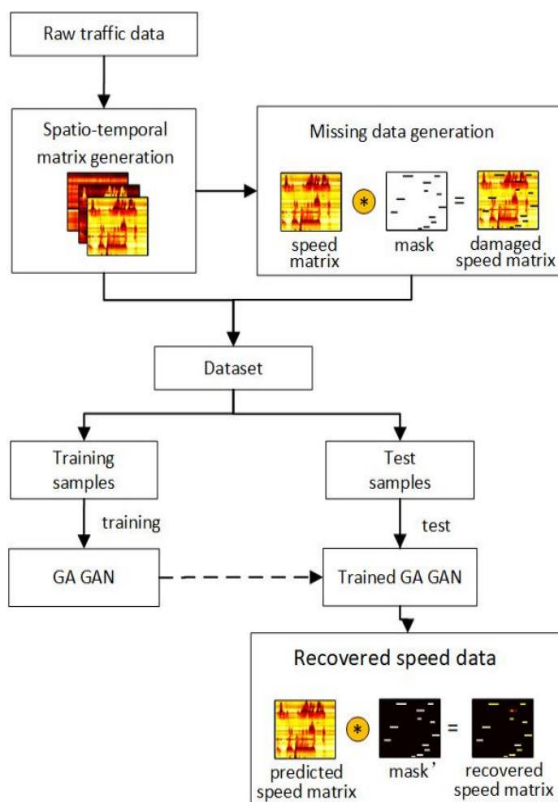 Raw traffic data
Spatio-temporal
matrix generation
Missing data generation
* =
speed
matrix
mask
damaged
speed matrix
Dataset
Training
samples
Test
samples
training
test
GA GAN
Trained GA GAN
Recovered speed data
* =
predicted
speed matrix
mask'
recovered
speed matrix